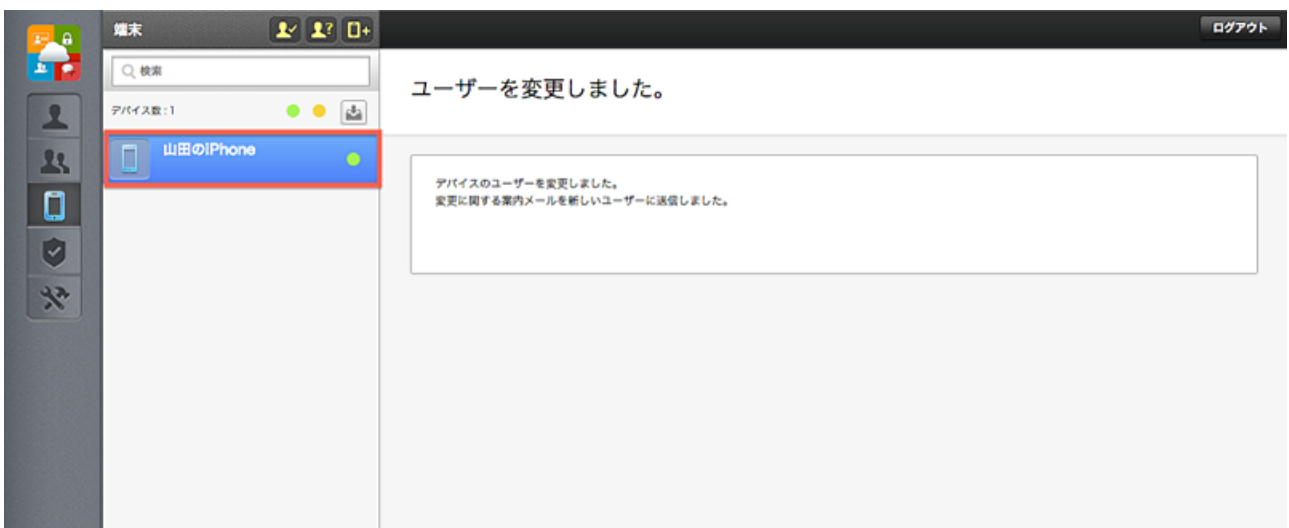 端末
ログアウト
検索
デバイス数:1
山田のiPhone
ユーザーを変更しました。
デバイスのユーザーを変更しました。
変更に関する案内メールを新しいユーザーに送信しました。